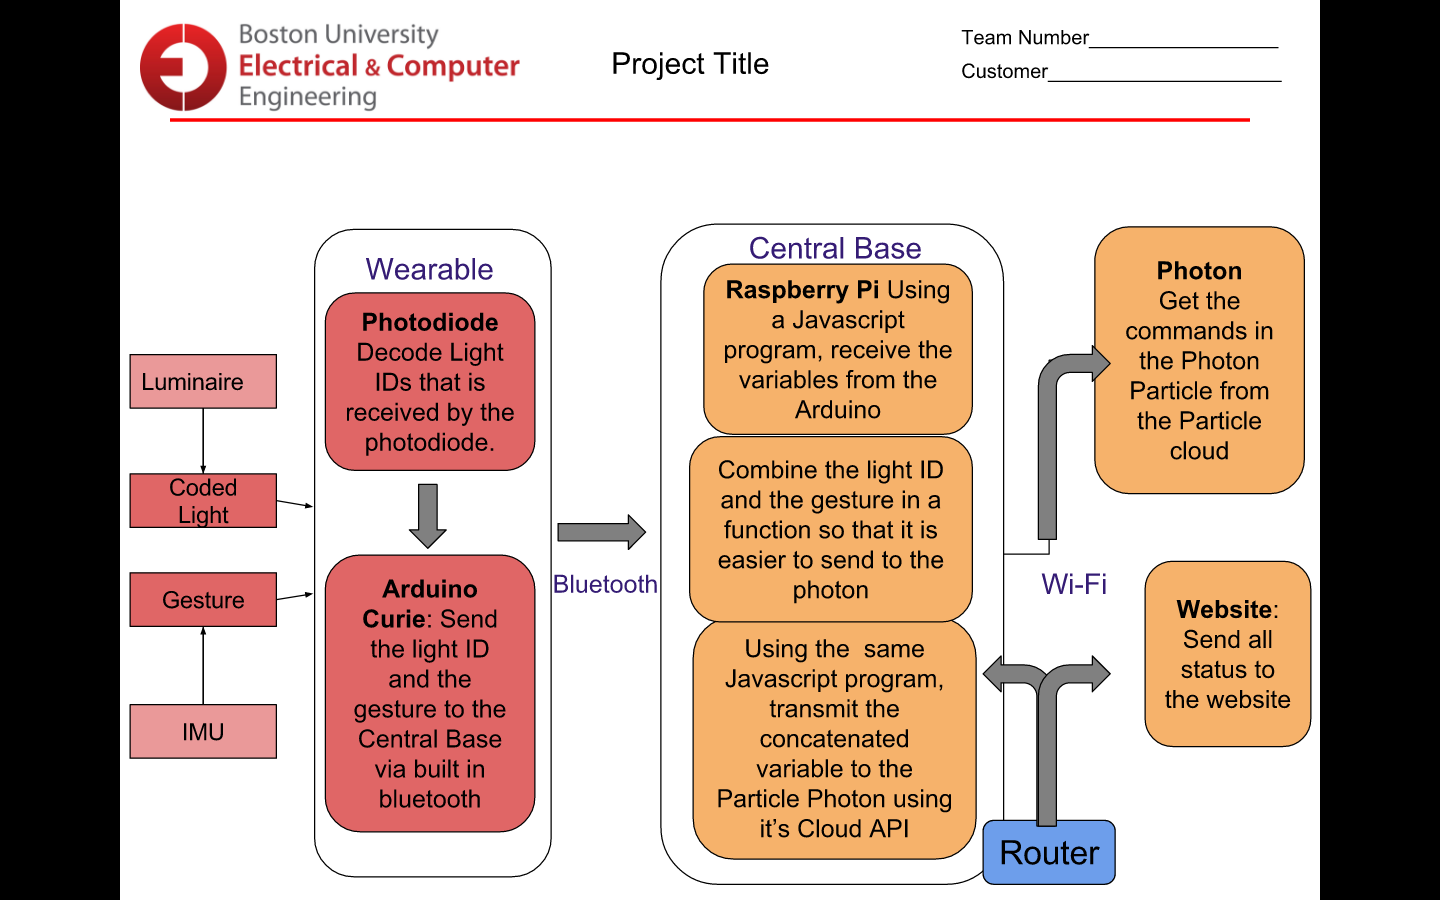 Boston University
Electrical & Computer
Engineering
Project Title
Team Number_________________
Customer_____________________
Wearable
Photodiode
Decode Light
IDs that is
received by the
photodiode.
Luminaire
Coded
Light
Gesture
IMU
Arduino
Curie: Send
the light ID
and the
gesture to the
Central Base
via built in
bluetooth
Bluetooth
Central Base
Raspberry Pi Using
a Javascript
program, receive the
variables from the
Arduino
Combine the light ID
and the gesture in a
function so that it is
easier to send to the
photon
Using the  same
Javascript program,
transmit the
concatenated
variable to the
Particle Photon using
it’s Cloud API
Photon
Get the
commands in
the Photon
Particle from
the Particle
cloud
Wi-Fi
Website:
Send all
status to
the website
Router